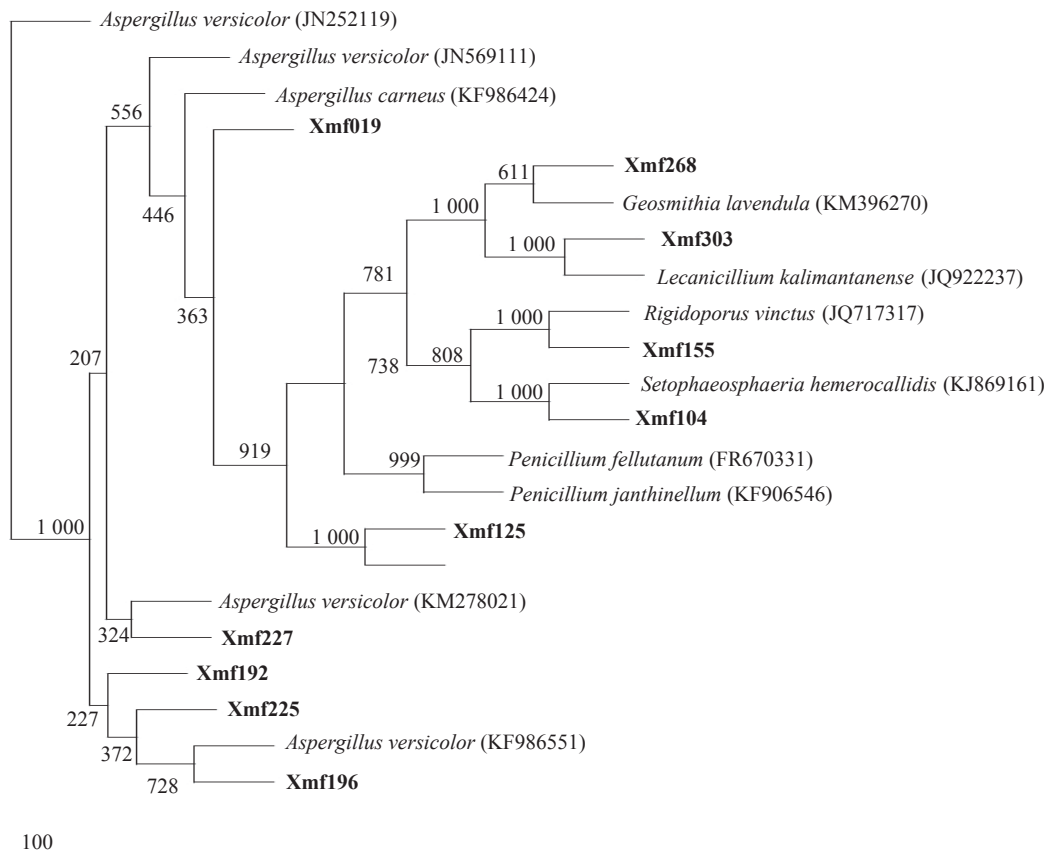 Aspergillus versicolor (JN252119)
Aspergillus versicolor (JN569111)
Aspergillus carneus (KF986424)
556
Xmf019
Xmf268
611
Geosmithia lavendula (KM396270)
446
1 000
Xmf303
1 000
Lecanicillium kalimantanense (JQ922237)
781
363
Rigidoporus vinctus (JQ717317)
1 000
Xmf155
207
738
808
Setophaeosphaeria hemerocallidis (KJ869161)
1 000
Xmf104
919
999
Penicillium fellutanum (FR670331)
Penicillium janthinellum (KF906546)
1 000
1 000
Xmf125
Aspergillus versicolor (KM278021)
324
Xmf227
Xmf192
227
Xmf225
372
Aspergillus versicolor (KF986551)
728
Xmf196
100